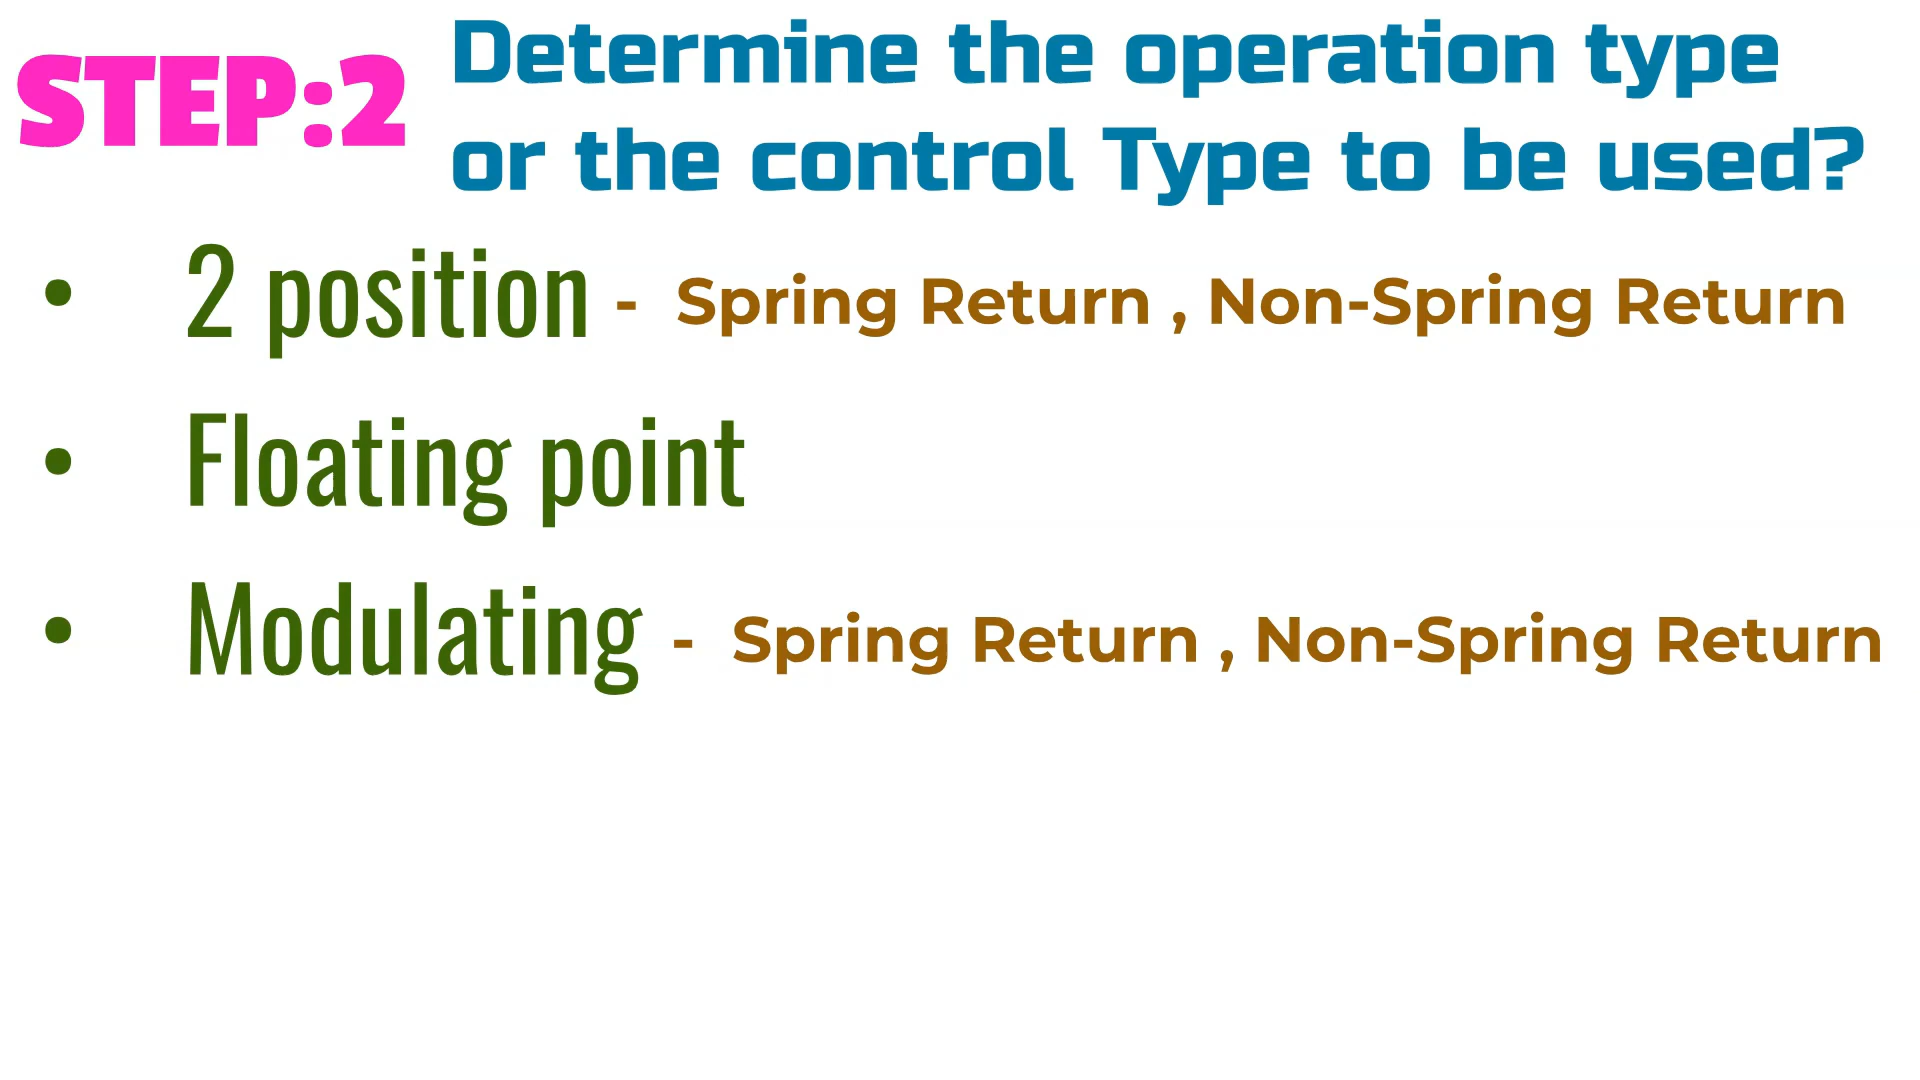 STEP:2
Determine the operation type
or the control Type to be used?
• 2 position - Spring Return , Non-Spring Return
• Floating point
• Modulating - Spring Return , Non-Spring Return